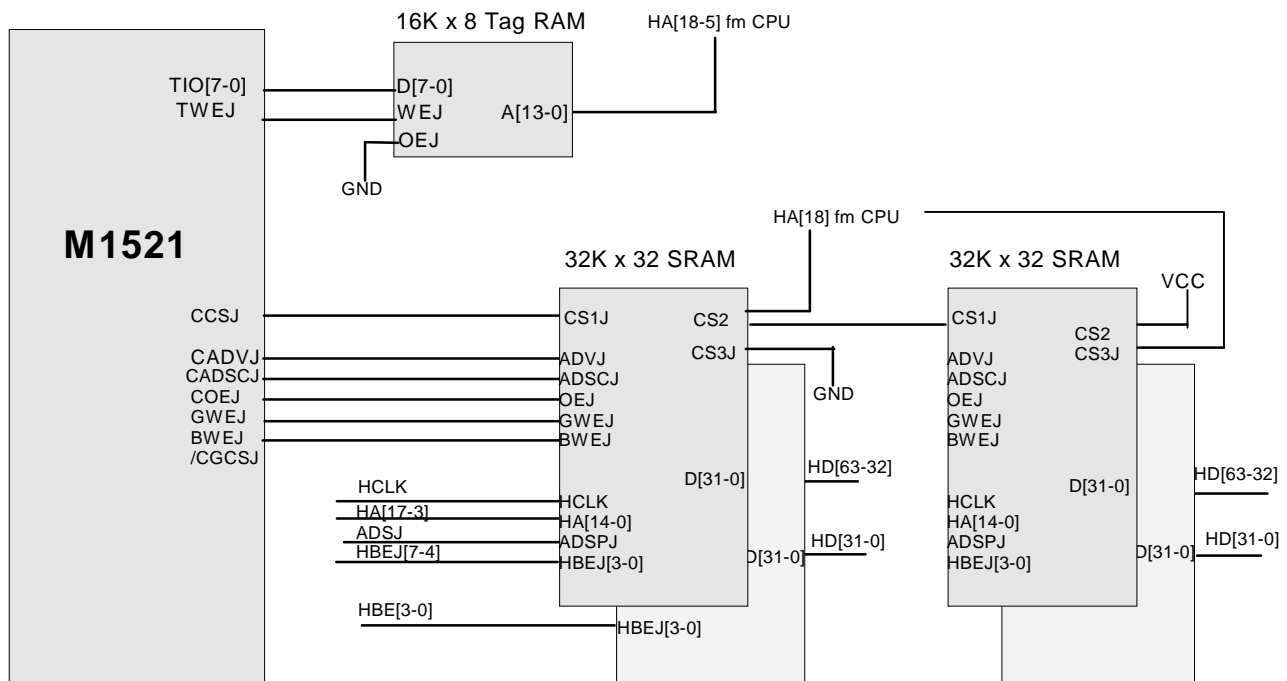 16K x 8 Tag RAM
HA[18-5] fm CPU
TIO[7-0]
TWEJ
D[7-0]
WEJ
OEJ
A[13-0]
GND
M1521
HA[18] fm CPU
32K x 32 SRAM
32K x 32 SRAM
VCC
CCSJ
CS1J
CS2
CS3J
CS1J
CS2
CS3J
GND
CADVJ
CADSCJ
COEJ
GWEJ
BWEJ
/CGCSJ
ADVJ
ADSCJ
OEJ
GWEJ
BWEJ
ADVJ
ADSCJ
OEJ
GWEJ
BWEJ
D[31-0]
HD[63-32]
D[31-0]
HD[63-32]
HCLK
HA[17-3]
ADSJ
HBEJ[7-4]
HCLK
HA[14-0]
ADSPJ
HBEJ[3-0]
D[31-0]
HD[31-0]
HCLK
HA[14-0]
ADSPJ
HBEJ[3-0]
D[31-0]
HD[31-0]
HBE[3-0]
HBEJ[3-0]